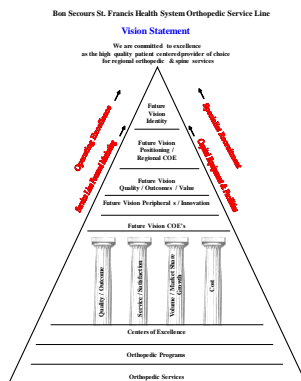 Bon Secours St. Francis Health System Orthopedic Service Line
Vision Statement
We are committed to excellence
as the high quality patient centered provider of choice
for regional orthopedic & spine services
Future
Vision
Identity
Operating Excellence
Specialist Recruitment
Future Vision
Positioning /
Regional COE
Service Line Focused Marketing
Capital Equipment & Facilities
Future Vision
Quality / Outcomes / Value
Future Vision Peripheral s / Innovation
Future Vision COE's
Quality / Outcome
Service / Satisfaction
Volume / Market Share
Growth
Cost
Centers of Excellence
Orthopedic Programs
Orthopedic Services